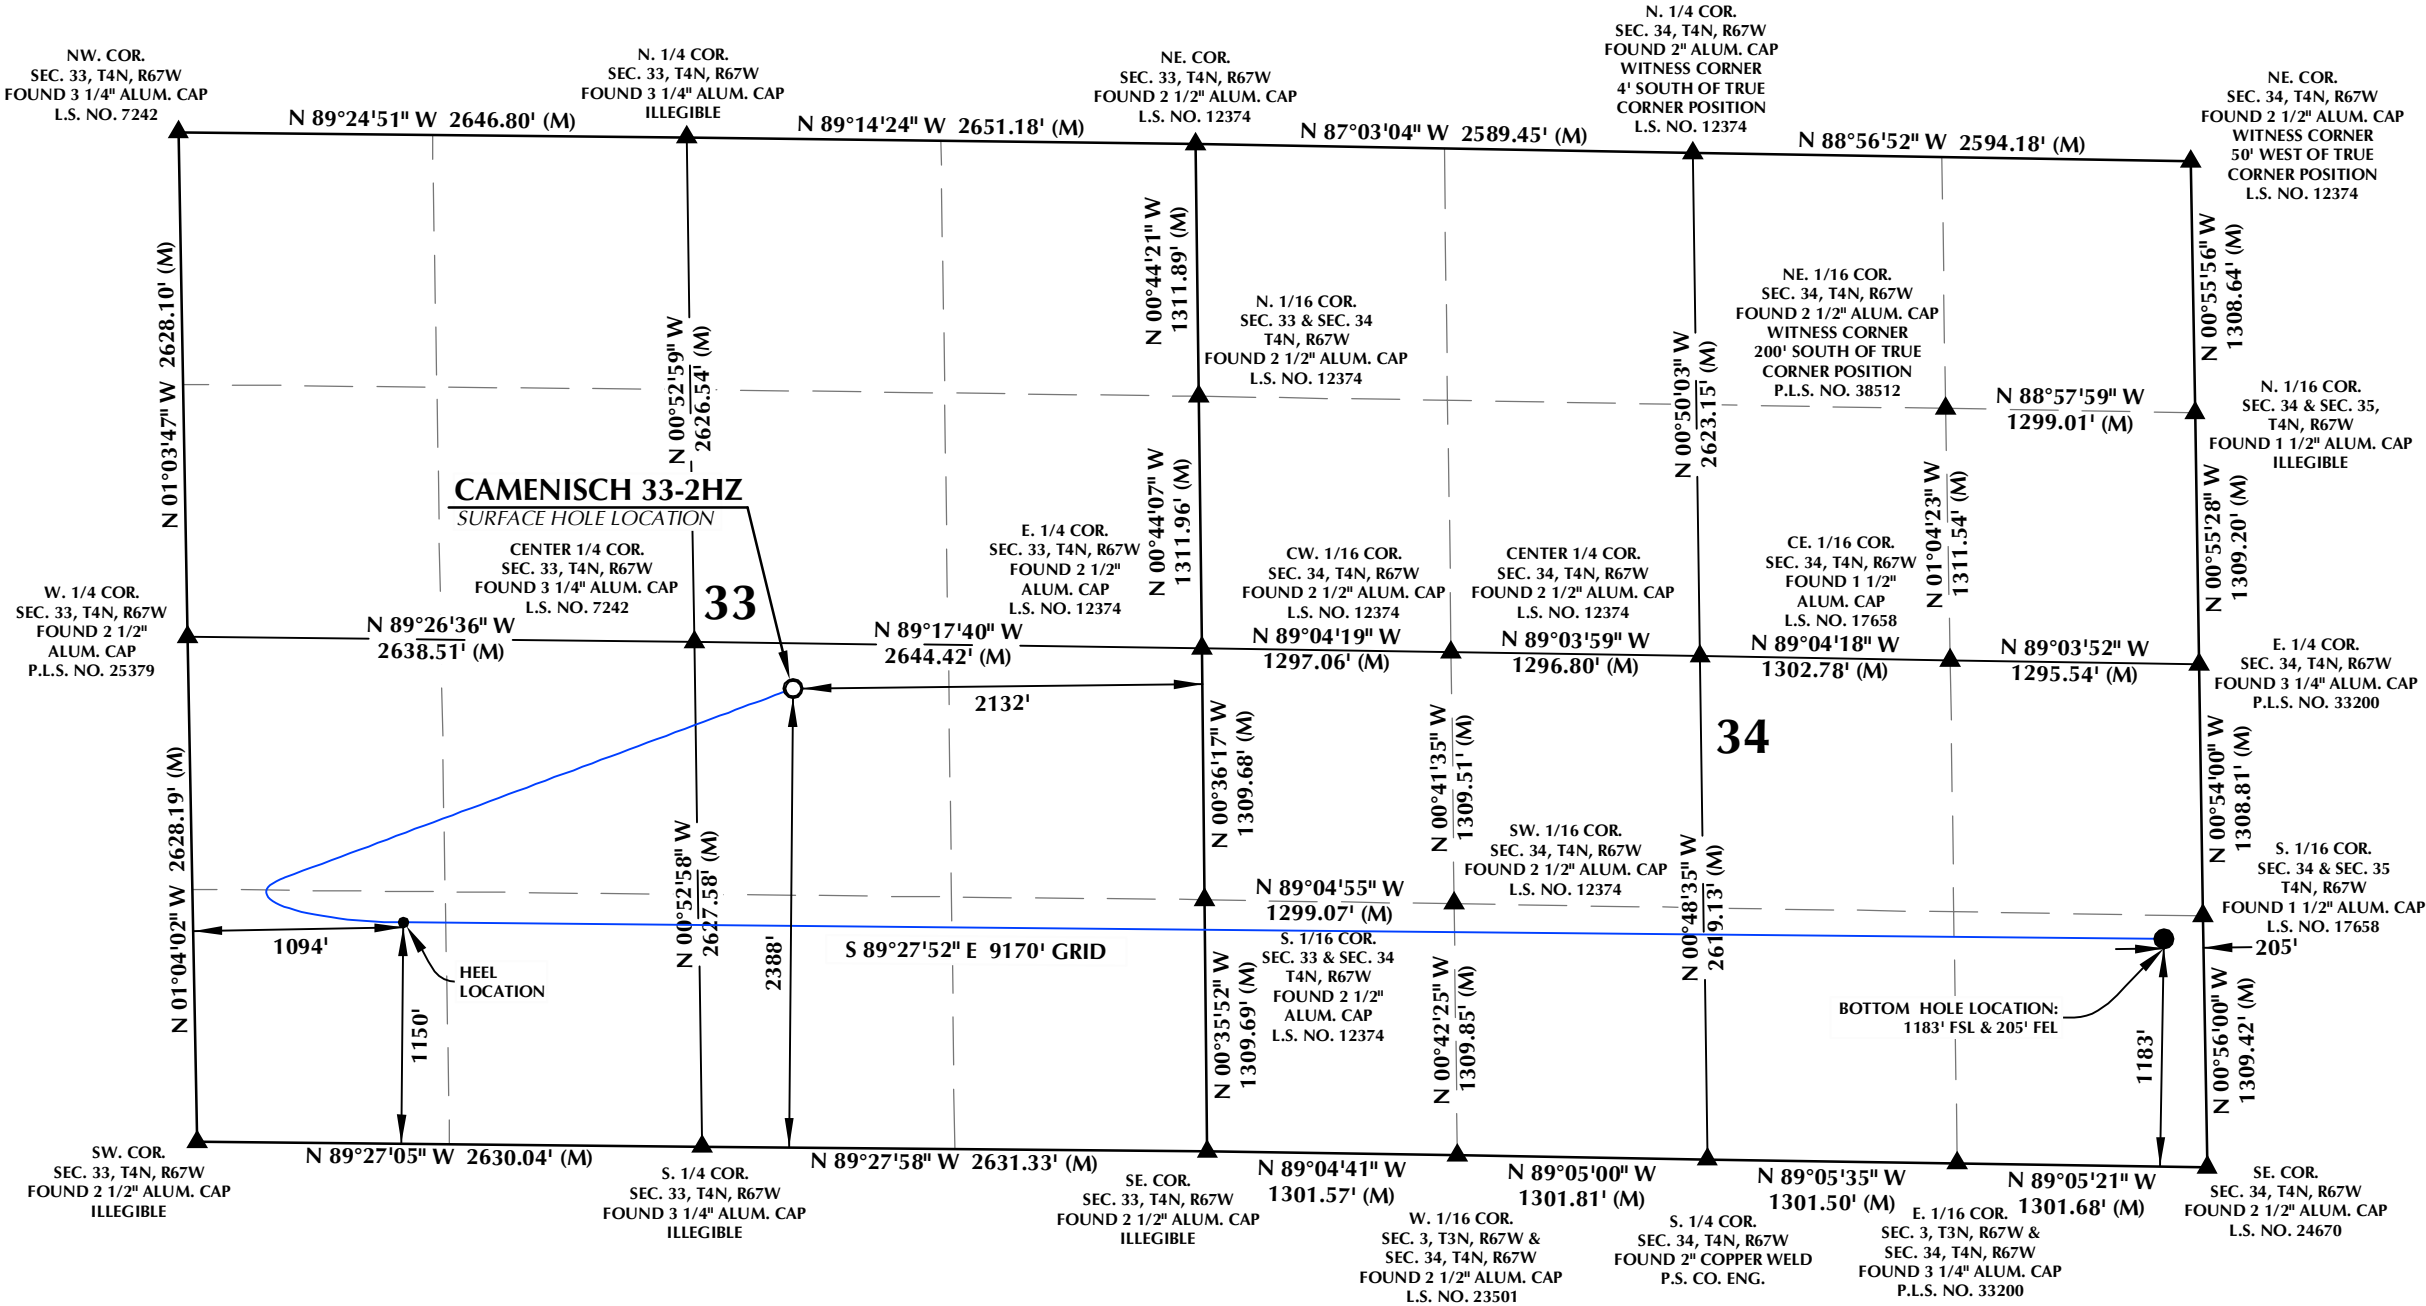 NW. COR.
SEC. 33, T4N, R67W
FOUND 3 1/4" ALUM. CAP
L.S. NO. 7242
N 89°24'51" W 2646.80' (M)
N. 1/4 COR.
SEC. 33, T4N, R67W
FOUND 3 1/4" ALUM. CAP
ILLEGIBLE
N 89°14'24" W 2651.18' (M)
NE. COR.
SEC. 33, T4N, R67W
FOUND 2 1/2" ALUM. CAP
L.S. NO. 12374
N 87°03'04" W 2589.45' (M)
N. 1/4 COR.
SEC. 34, T4N, R67W
FOUND 2" ALUM. CAP
WITNESS CORNER
4' SOUTH OF TRUE
CORNER POSITION
L.S. NO. 12374
N 88°56'52" W 2594.18' (M)
NE. COR.
SEC. 34, T4N, R67W
FOUND 2 1/2" ALUM. CAP
WITNESS CORNER
50' WEST OF TRUE
CORNER POSITION
L.S. NO. 12374
N 01°03'47" W 2628.10' (M)
N 00°52'59" W
2626.54' (M)
N 00°44'21" W
1311.89' (M)
N. 1/16 COR.
SEC. 33 & SEC. 34
T4N, R67W
FOUND 2 1/2" ALUM. CAP
L.S. NO. 12374
N 00°50'03" W
2623.15' (M)
NE. 1/16 COR.
SEC. 34, T4N, R67W
FOUND 2 1/2" ALUM. CAP
WITNESS CORNER
200' SOUTH OF TRUE
CORNER POSITION
P.L.S. NO. 38512
N 00°55'56" W
1308.64' (M)
N 88°57'59" W
1299.01' (M)
N. 1/16 COR.
SEC. 34 & SEC. 35,
T4N, R67W
FOUND 1 1/2" ALUM. CAP
ILLEGIBLE
CAMENISCH 33-2HZ
SURFACE HOLE LOCATION
CENTER 1/4 COR.
SEC. 33, T4N, R67W
FOUND 3 1/4" ALUM. CAP
L.S. NO. 7242
33
E. 1/4 COR.
SEC. 33, T4N, R67W
FOUND 2 1/2"
ALUM. CAP
L.S. NO. 12374
N 00°44'07" W
1311.96' (M)
CW. 1/16 COR.
SEC. 34, T4N, R67W
FOUND 2 1/2" ALUM. CAP
L.S. NO. 12374
CENTER 1/4 COR.
SEC. 34, T4N, R67W
FOUND 2 1/2" ALUM. CAP
L.S. NO. 12374
CE. 1/16 COR.
SEC. 34, T4N, R67W
FOUND 1 1/2"
ALUM. CAP
L.S. NO. 17658
N 01°04'23" W
1311.54' (M)
N 00°55'28" W
1309.20' (M)
W. 1/4 COR.
SEC. 33, T4N, R67W
FOUND 2 1/2"
ALUM. CAP
P.L.S. NO. 25379
N 89°26'36" W
2638.51' (M)
N 89°17'40" W
2644.42' (M)
N 89°04'19" W
1297.06' (M)
N 89°03'59" W
1296.80' (M)
N 89°04'18" W
1302.78' (M)
N 89°03'52" W
1295.54' (M)
E. 1/4 COR.
SEC. 34, T4N, R67W
FOUND 3 1/4" ALUM. CAP
P.L.S. NO. 33200
2132'
34
N 01°04'02" W 2628.19' (M)
N 00°52'58" W
2627.58' (M)
2388'
N 00°36'17" W
1309.68' (M)
N 00°41'35" W
1309.51' (M)
SW. 1/16 COR.
SEC. 34, T4N, R67W
FOUND 2 1/2" ALUM. CAP
L.S. NO. 12374
N 00°48'35" W
2619.13' (M)
N 00°54'00" W
1308.81' (M)
S. 1/16 COR.
SEC. 34 & SEC. 35
T4N, R67W
FOUND 1 1/2" ALUM. CAP
L.S. NO. 17658
N 89°04'55" W
1299.07' (M)
1094'
HEEL
LOCATION
S 89°27'52" E 9170' GRID
S. 1/16 COR.
SEC. 33 & SEC. 34
T4N, R67W
FOUND 2 1/2"
ALUM. CAP
L.S. NO. 12374
205'
1150'
N 00°35'52" W
1309.69' (M)
N 00°42'25" W
1309.85' (M)
BOTTOM HOLE LOCATION:
1183' FSL & 205' FEL
1183'
N 00°56'00" W
1309.42' (M)
SW. COR.
SEC. 33, T4N, R67W
FOUND 2 1/2" ALUM. CAP
ILLEGIBLE
N 89°27'05" W 2630.04' (M)
S. 1/4 COR.
SEC. 33, T4N, R67W
FOUND 3 1/4" ALUM. CAP
ILLEGIBLE
N 89°27'58" W 2631.33' (M)
SE. COR.
SEC. 33, T4N, R67W
FOUND 2 1/2" ALUM. CAP
ILLEGIBLE
N 89°04'41" W
1301.57' (M)
W. 1/16 COR.
SEC. 3, T3N, R67W &
SEC. 34, T4N, R67W
FOUND 2 1/2" ALUM. CAP
L.S. NO. 23501
N 89°05'00" W
1301.81' (M)
S. 1/4 COR.
SEC. 34, T4N, R67W
FOUND 2" COPPER WELD
P.S. CO. ENG.
N 89°05'35" W
1301.50' (M)
E. 1/16 COR.
SEC. 3, T3N, R67W &
SEC. 34, T4N, R67W
FOUND 3 1/4" ALUM. CAP
P.L.S. NO. 33200
N 89°05'21" W
1301.68' (M)
SE. COR.
SEC. 34, T4N, R67W
FOUND 2 1/2" ALUM. CAP
L.S. NO. 24670